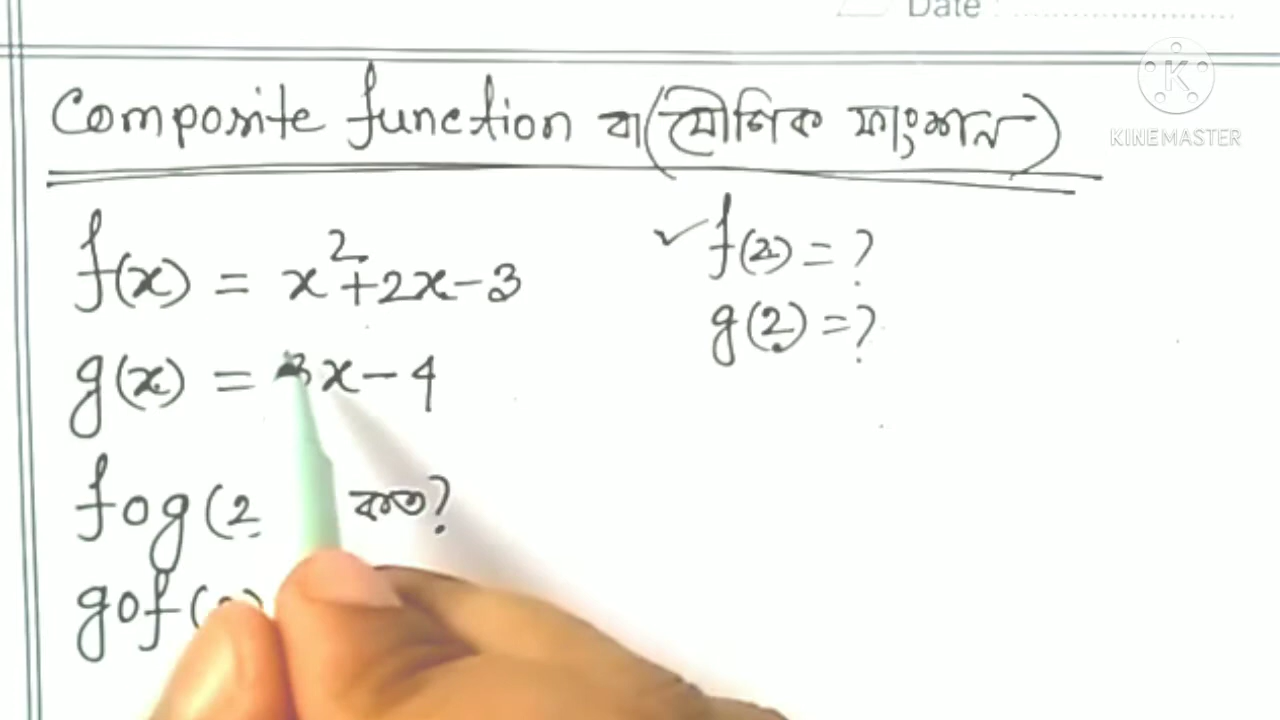 Date :
KINEMASTER
Composite function বা (যৌগিক ফাংশন)
f(x) = x²+2x-3
g(x) = 3x-4
fog(2 কত?
gof(
f(2) = ?
g(2) = ?